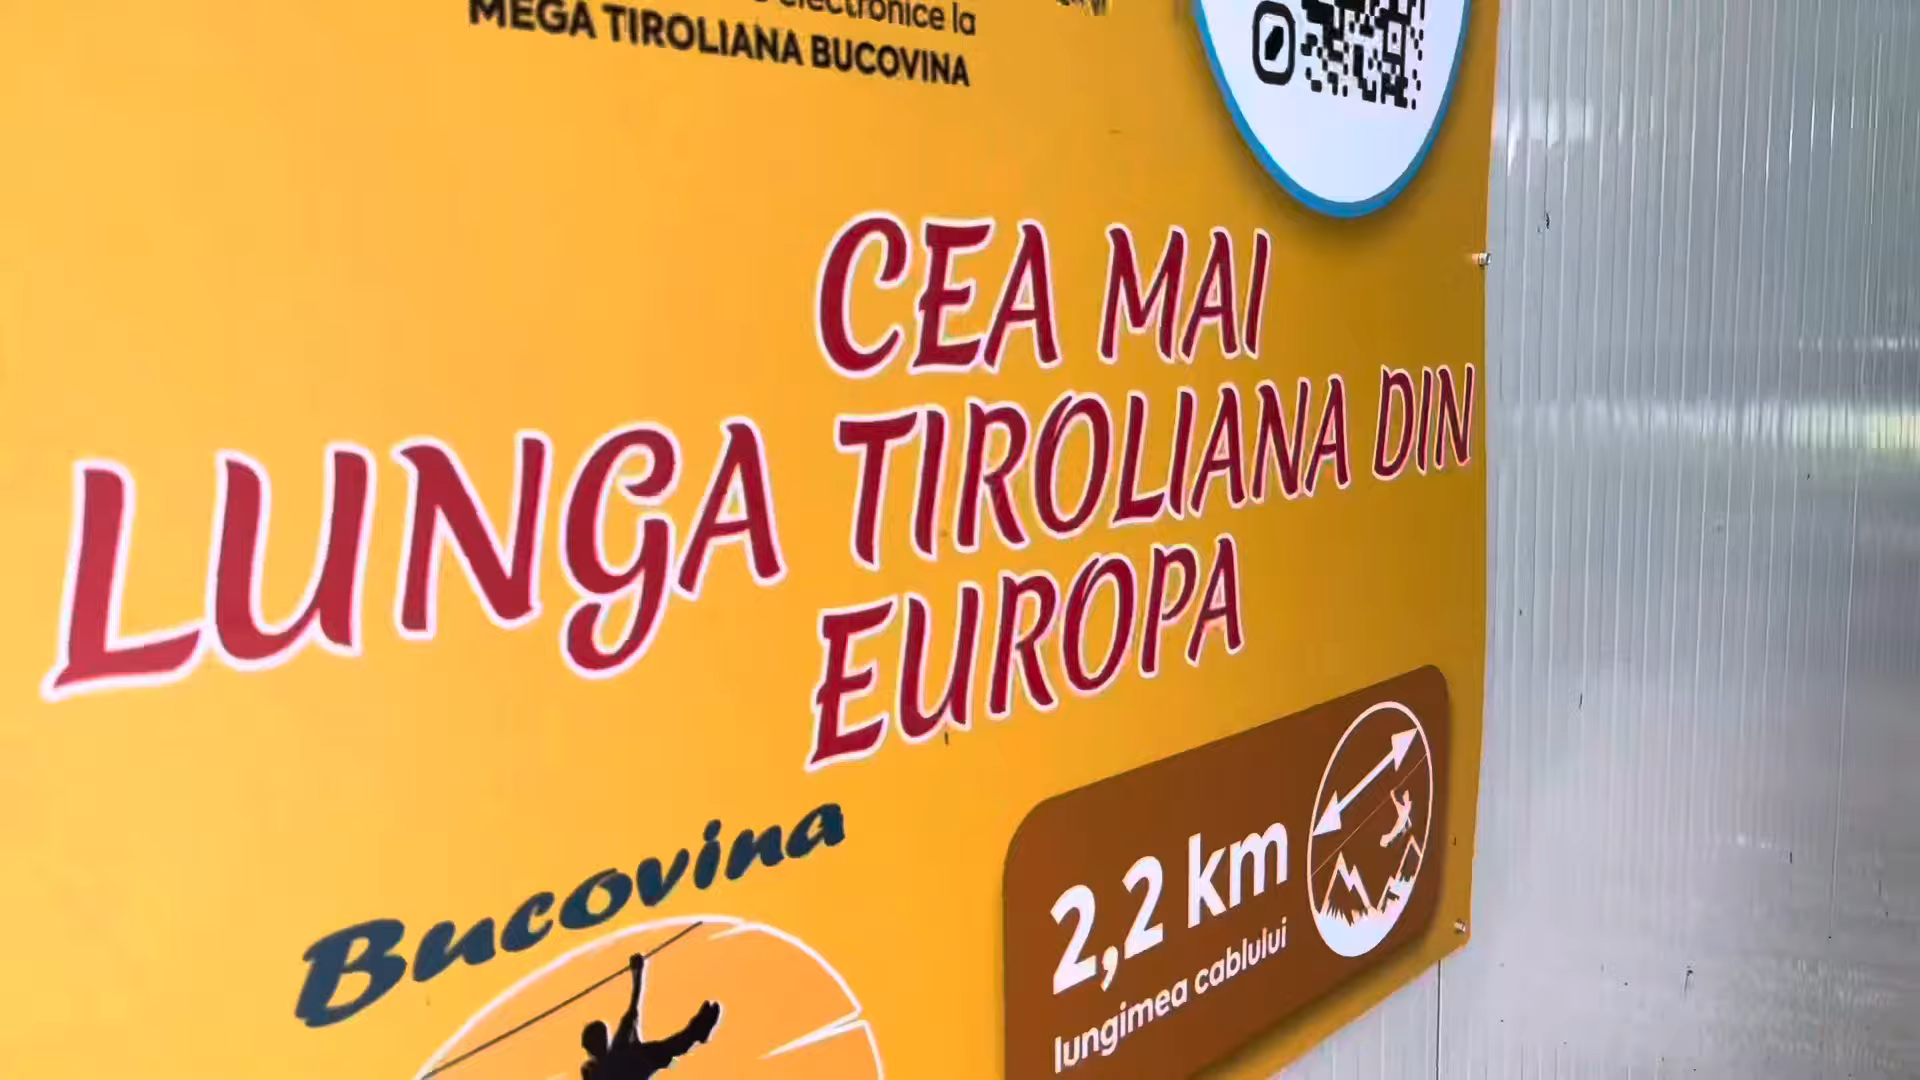 electronice la
MEGA TIROLIANA BUCOVINA
CEA MAI
LUNGA TIROLIANA DIN
EUROPA
Bucovina
2,2 km
lungimea cablului